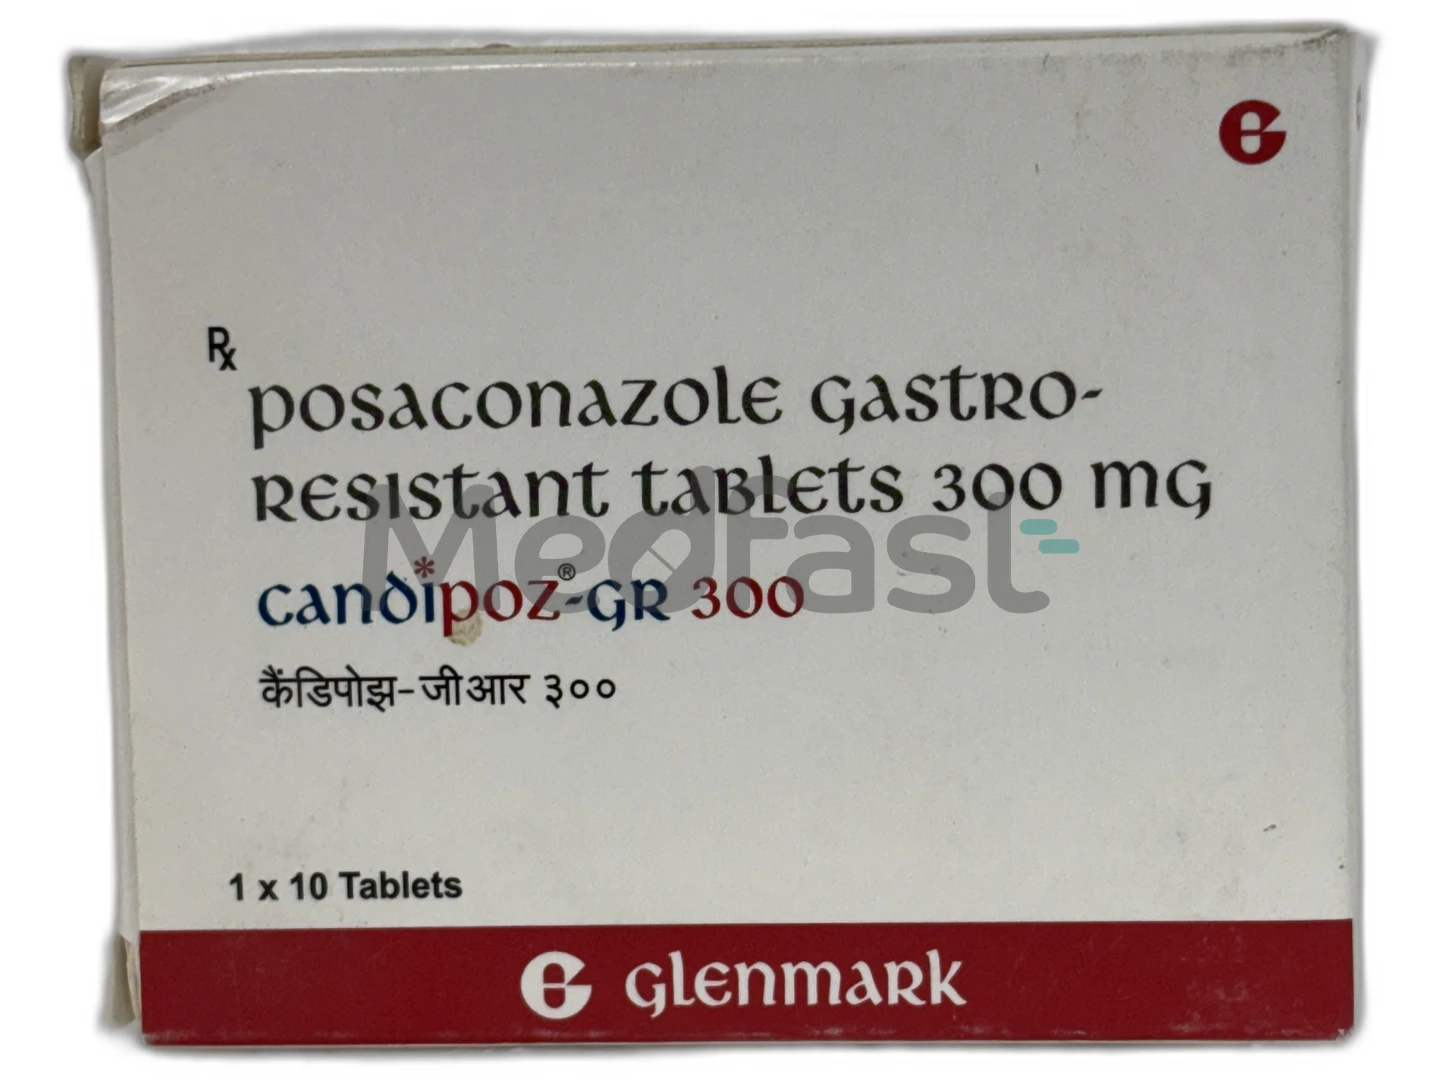 Rx
Posaconazole Gastro-
Resistant Tablets 300 mg
Medfast
Candipoz®-GR 300
कैंडिपोझ-जीआर ३००
1 x 10 Tablets
G glenmark